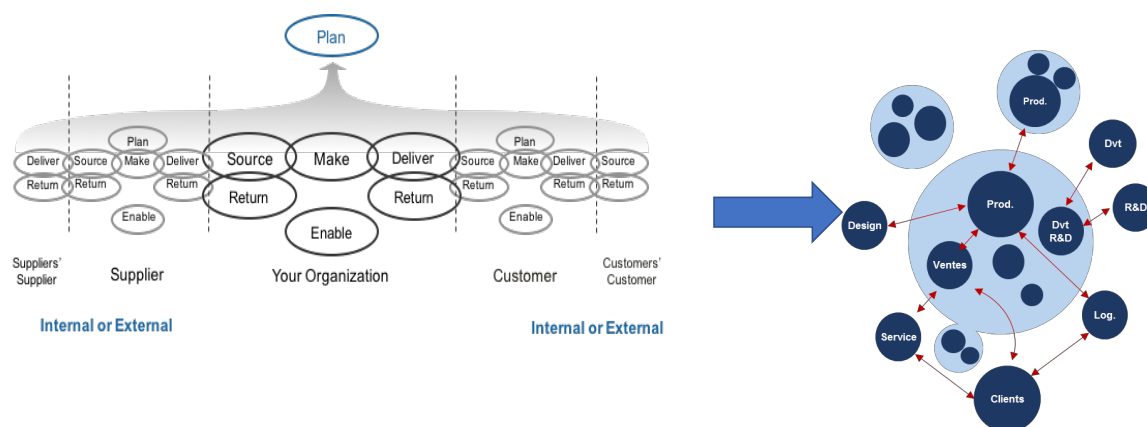 Plan
Plan
Plan
Deliver
Source
Make
Deliver
Source
Make
Deliver
Source
Make
Deliver
Source
Return
Return
Return
Return
Return
Return
Return
Return
Enable
Enable
Enable
Suppliers'
Supplier
Supplier
Your Organization
Customer
Customers'
Customer
Internal or External
Internal or External
Prod.
Dvt
Design
Prod.
Dvt
R&D
R&D
Ventes
Log.
Service
Clients